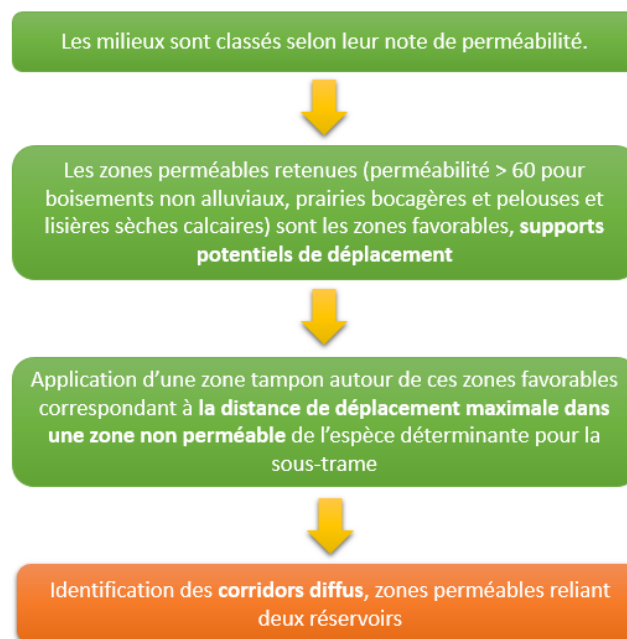 Les milieux sont classés selon leur note de perméabilité.
Les zones perméables retenues (perméabilité > 60 pour
boisements non alluviaux, prairies bocagères et pelouses et
lisières sèches calcaires) sont les zones favorables, supports
potentiels de déplacement
Application d’une zone tampon autour de ces zones favorables
correspondant à la distance de déplacement maximale dans
une zone non perméable de l’espèce déterminante pour la
sous-trame
Identification des corridors diffus, zones perméables reliant
deux réservoirs